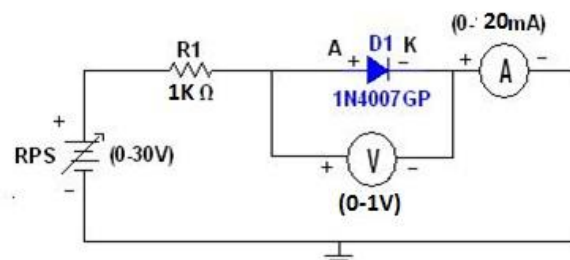 (0- 20mA)
R1
A D1 K
+ − + −
A
1KΩ
1N4007GP
+
RPS (0-30V)
−
+ V −
(0-1V)